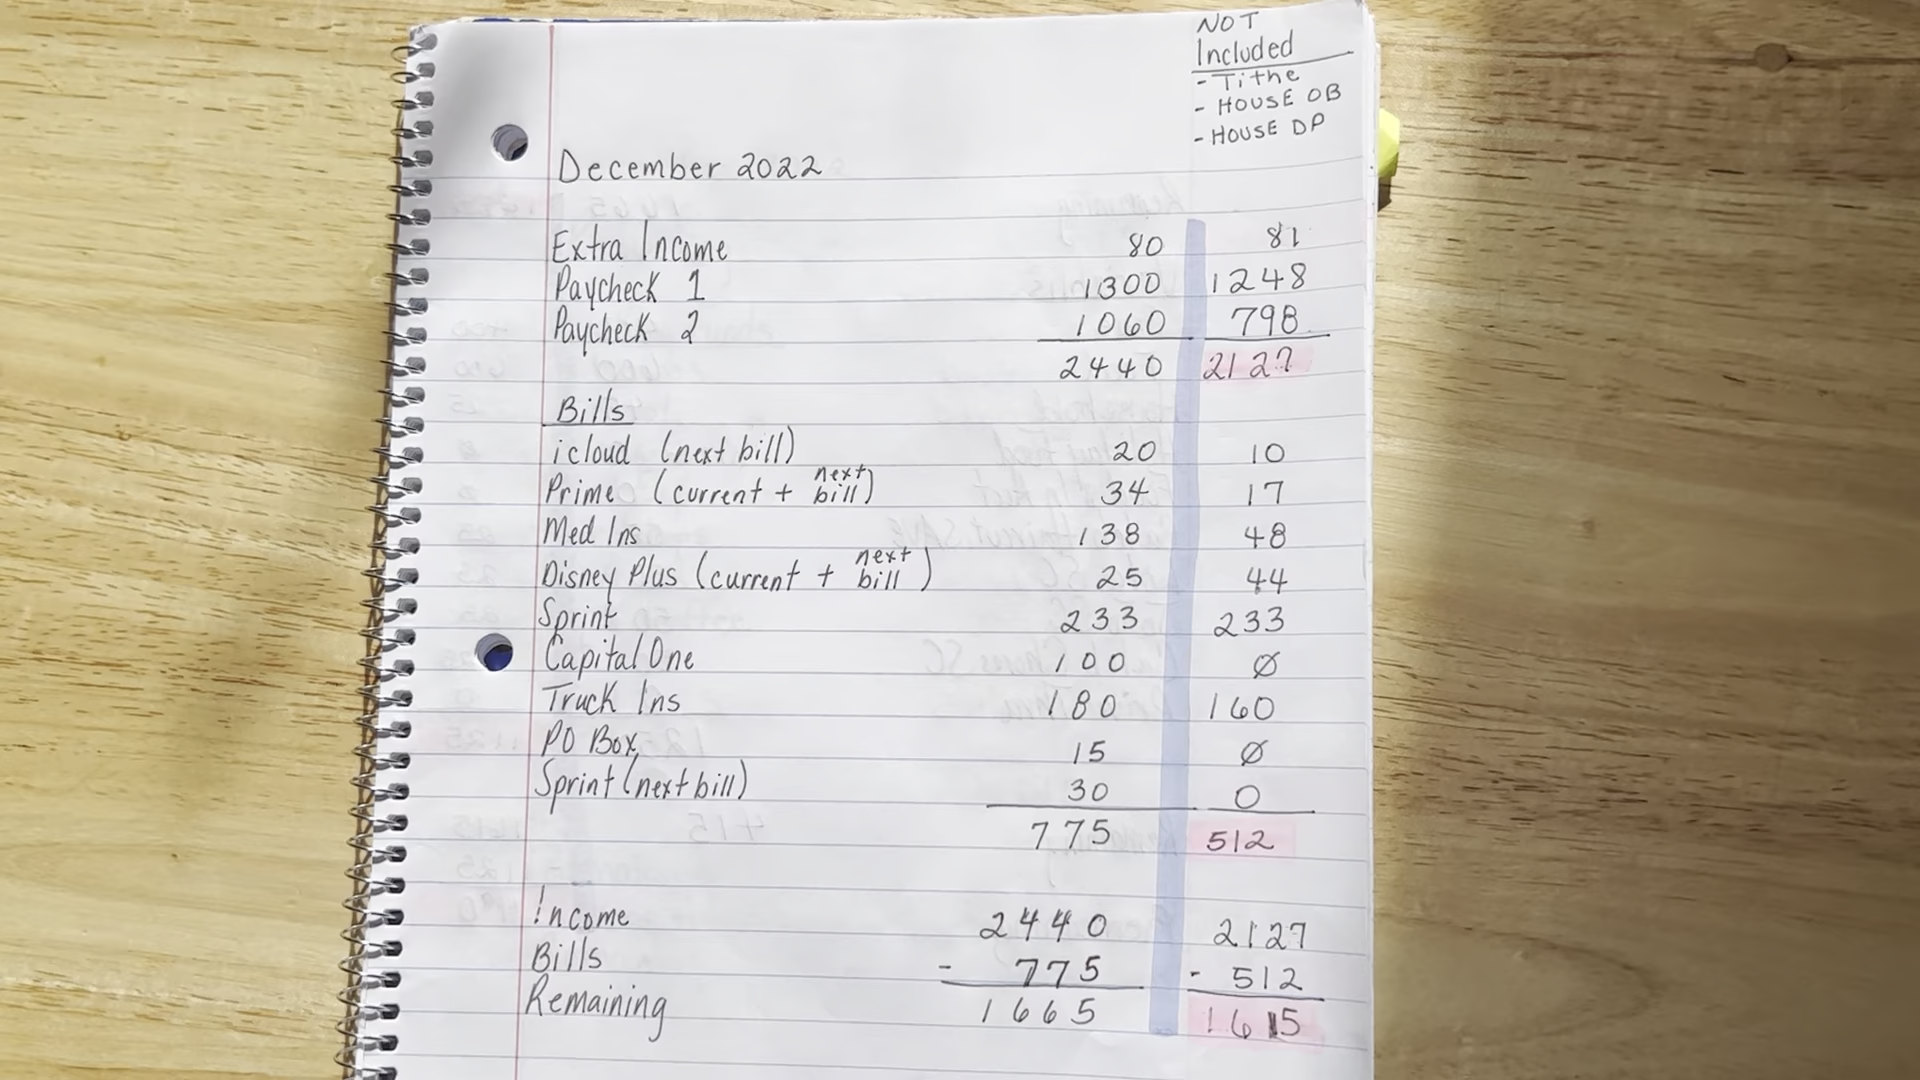 NOT
Included
- Tithe
- HOUSE OB
- HOUSE DP
December 2022
Extra Income 80 81
Paycheck 1 1300 1248
Paycheck 2 1060 798
2440 2127
Bills
icloud (next bill) 20 10
Prime (current + next bill) 34 17
Med Ins 138 48
Disney Plus (current + next bill) 25 44
Sprint 233 233
Capital One 100 Ø
Truck Ins 180 160
PO Box 15 Ø
Sprint (next bill) 30 0
775 512
Income 2440 2127
Bills - 775 - 512
Remaining 1665 1615